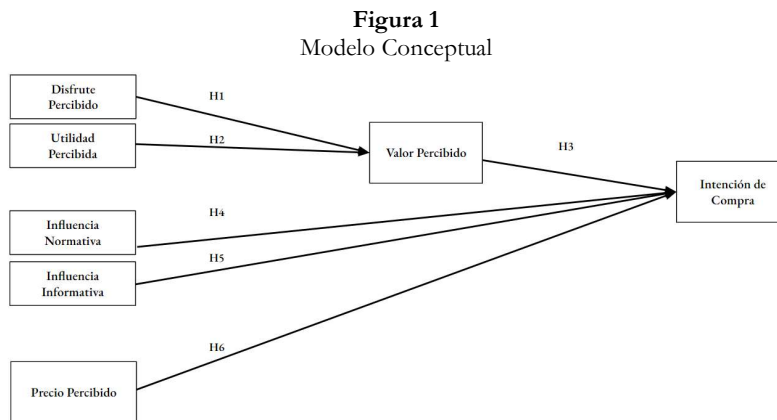 Figura 1
Modelo Conceptual
Disfrute
Percibido
H1
Utilidad
Percibida
H2
Valor Percibido
H3
Intención de
Compra
Influencia
Normativa
H4
Influencia
Informativa
H5
Precio Percibido
H6